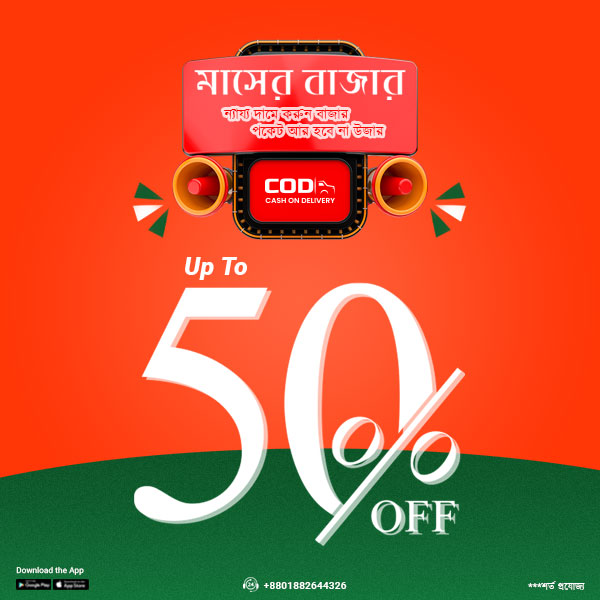 মাসের বাজার
ন্যায্য দামে করুন বাজার
পকেট আর হবে না উজার
COD
CASH ON DELIVERY
Up To
50%
OFF
Download the App
Google Play App Store
+8801882644326
***শর্ত প্রযোজ্য